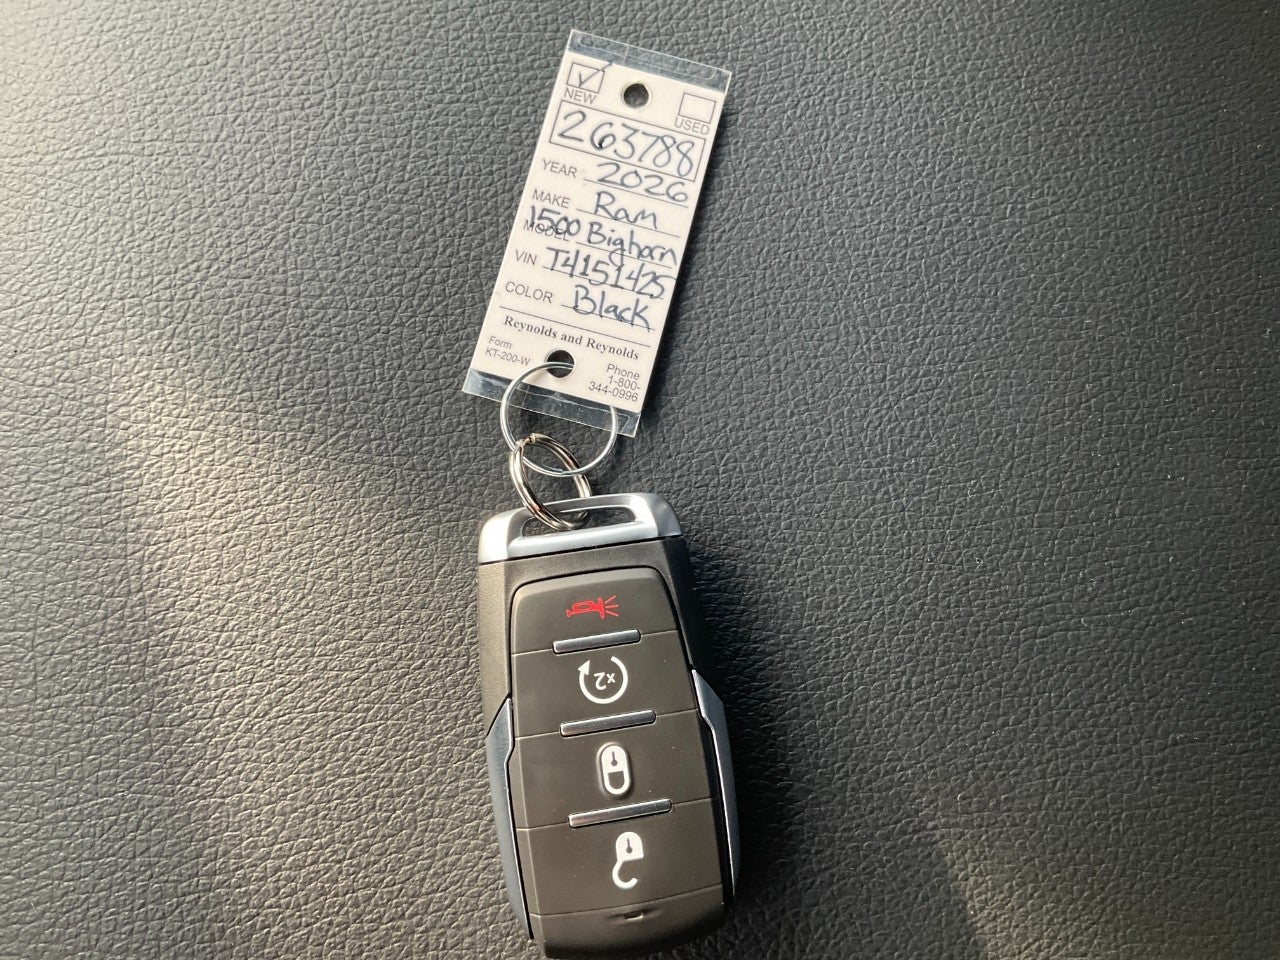 NEW
USED
263788
YEAR 2026
MAKE Ram
MODEL 1500 Bighorn
VIN T4151425
COLOR Black
Reynolds and Reynolds
Form
KT-200-W
Phone
1-800-
344-0996
x2